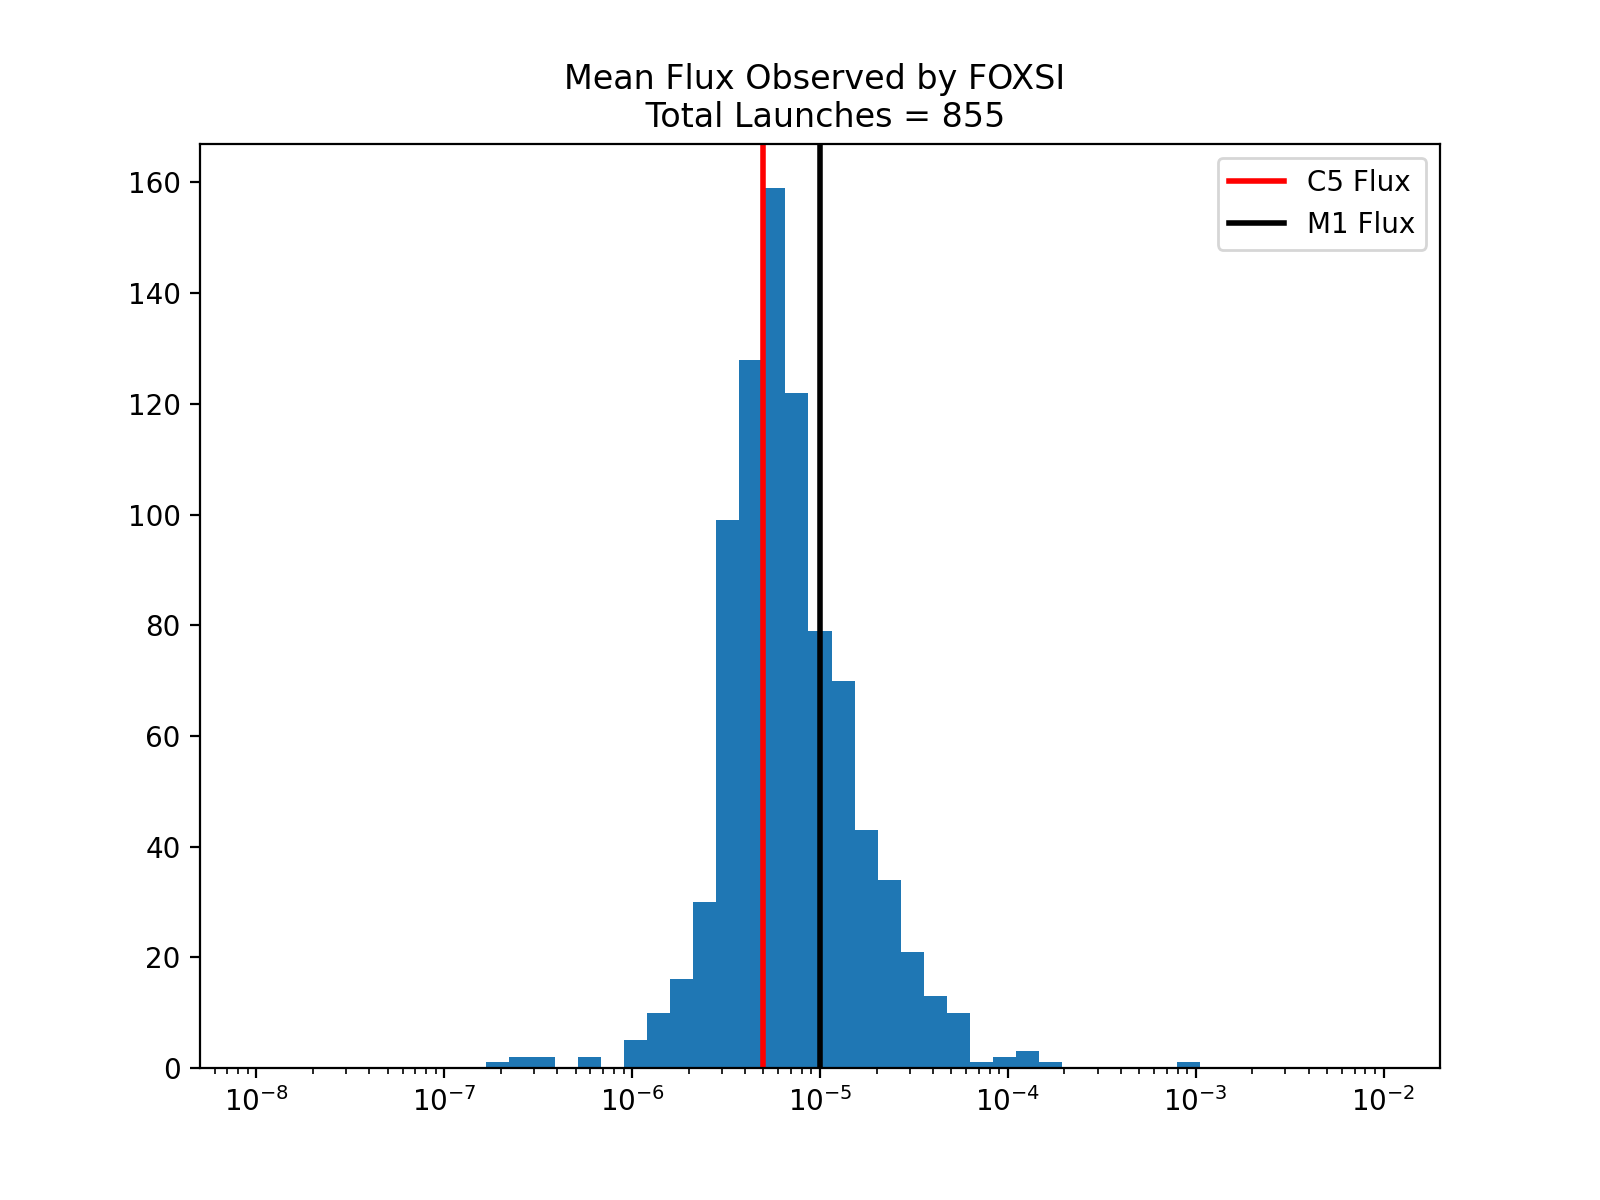 Mean Flux Observed by FOXSI
Total Launches = 855
C5 Flux
M1 Flux
160
140
120
100
80
60
40
20
0
10⁻⁸ 10⁻⁷ 10⁻⁶ 10⁻⁵ 10⁻⁴ 10⁻³ 10⁻²